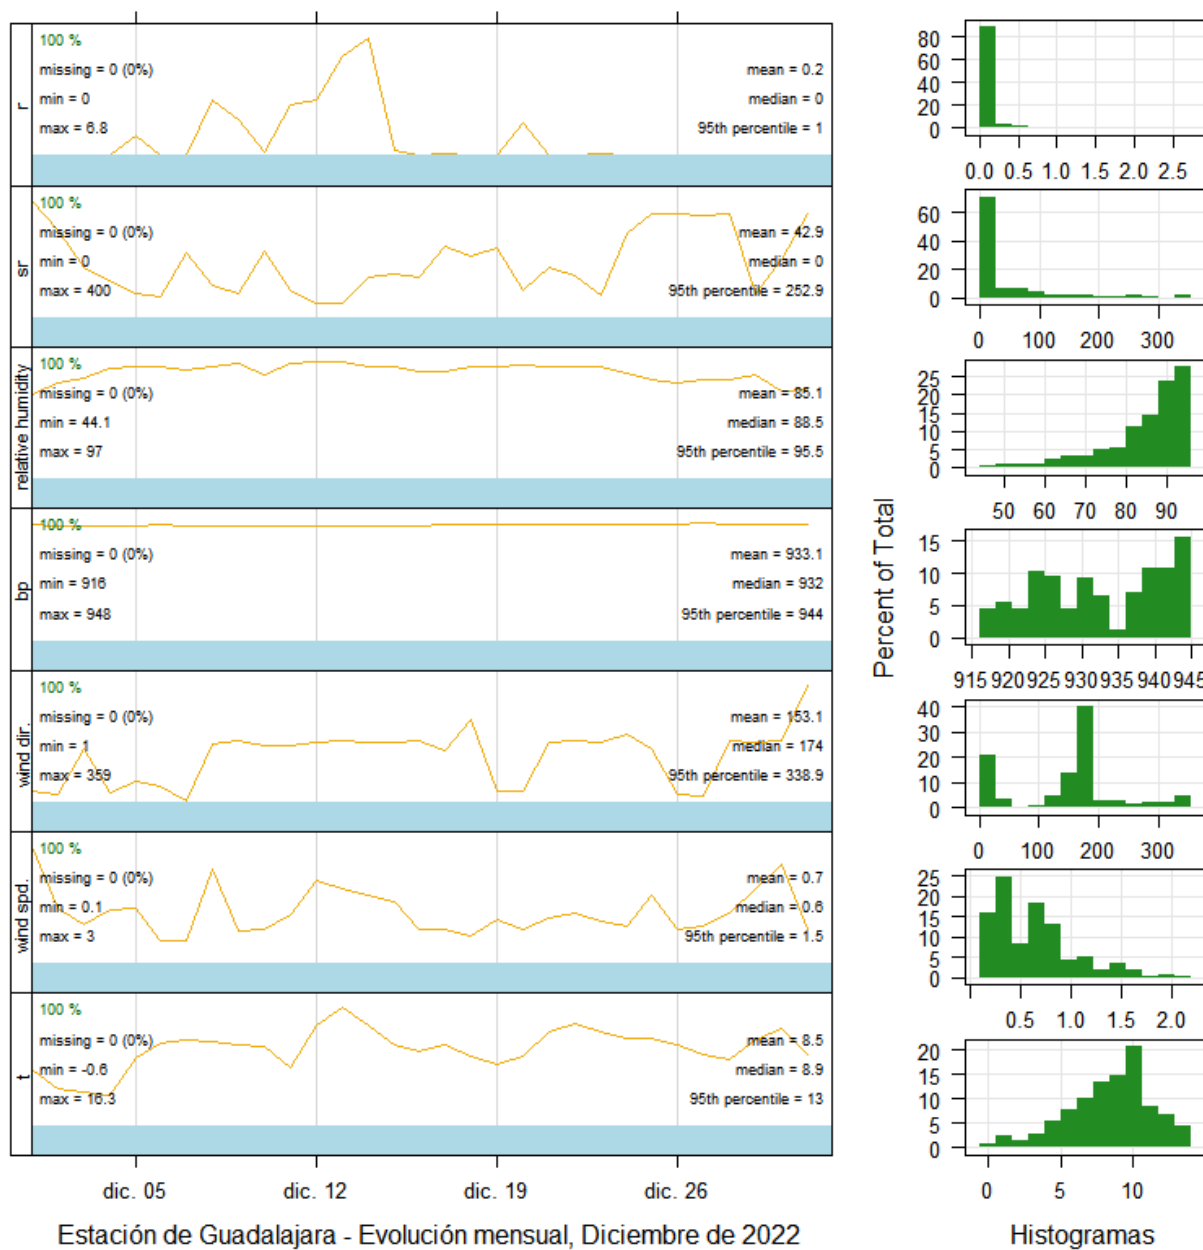 r
100 %
missing = 0 (0%)
min = 0
max = 6.8
mean = 0.2
median = 0
95th percentile = 1
sr
100 %
missing = 0 (0%)
min = 0
max = 400
mean = 42.9
median = 0
95th percentile = 252.9
relative humidity
100 %
missing = 0 (0%)
min = 44.1
max = 97
mean = 85.1
median = 88.5
95th percentile = 95.5
bp
100 %
missing = 0 (0%)
min = 916
max = 948
mean = 933.1
median = 932
95th percentile = 944
wind dir.
100 %
missing = 0 (0%)
min = 1
max = 359
mean = 153.1
median = 174
95th percentile = 338.9
wind spd.
100 %
missing = 0 (0%)
min = 0.1
max = 3
mean = 0.7
median = 0.6
95th percentile = 1.5
t
100 %
missing = 0 (0%)
min = -0.6
max = 16.3
mean = 8.5
median = 8.9
95th percentile = 13
dic. 05 dic. 12 dic. 19 dic. 26
Estación de Guadalajara - Evolución mensual, Diciembre de 2022
Percent of Total
80
60
40
20
0
0.0 0.5 1.0 1.5 2.0 2.5
60
40
20
0
0 100 200 300
25
20
15
10
5
0
50 60 70 80 90
15
10
5
0
915 920 925 930 935 940 945
40
30
20
10
0
0 100 200 300
25
20
15
10
5
0
0.5 1.0 1.5 2.0
20
15
10
5
0
0 5 10
Histogramas